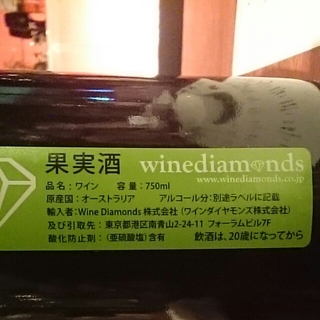 果実酒 winediamonds
www.winediamonds.co.jp
品名：ワイン 容量：750ml
原産国：オーストラリア アルコール分：別途ラベルに記載
輸入者：Wine Diamonds 株式会社（ワインダイヤモンズ株式会社）
及び引取先：東京都港区南青山2-24-11 フォーラムビル7F
酸化防止剤：（亜硫酸塩）含有 飲酒は、20歳になってから